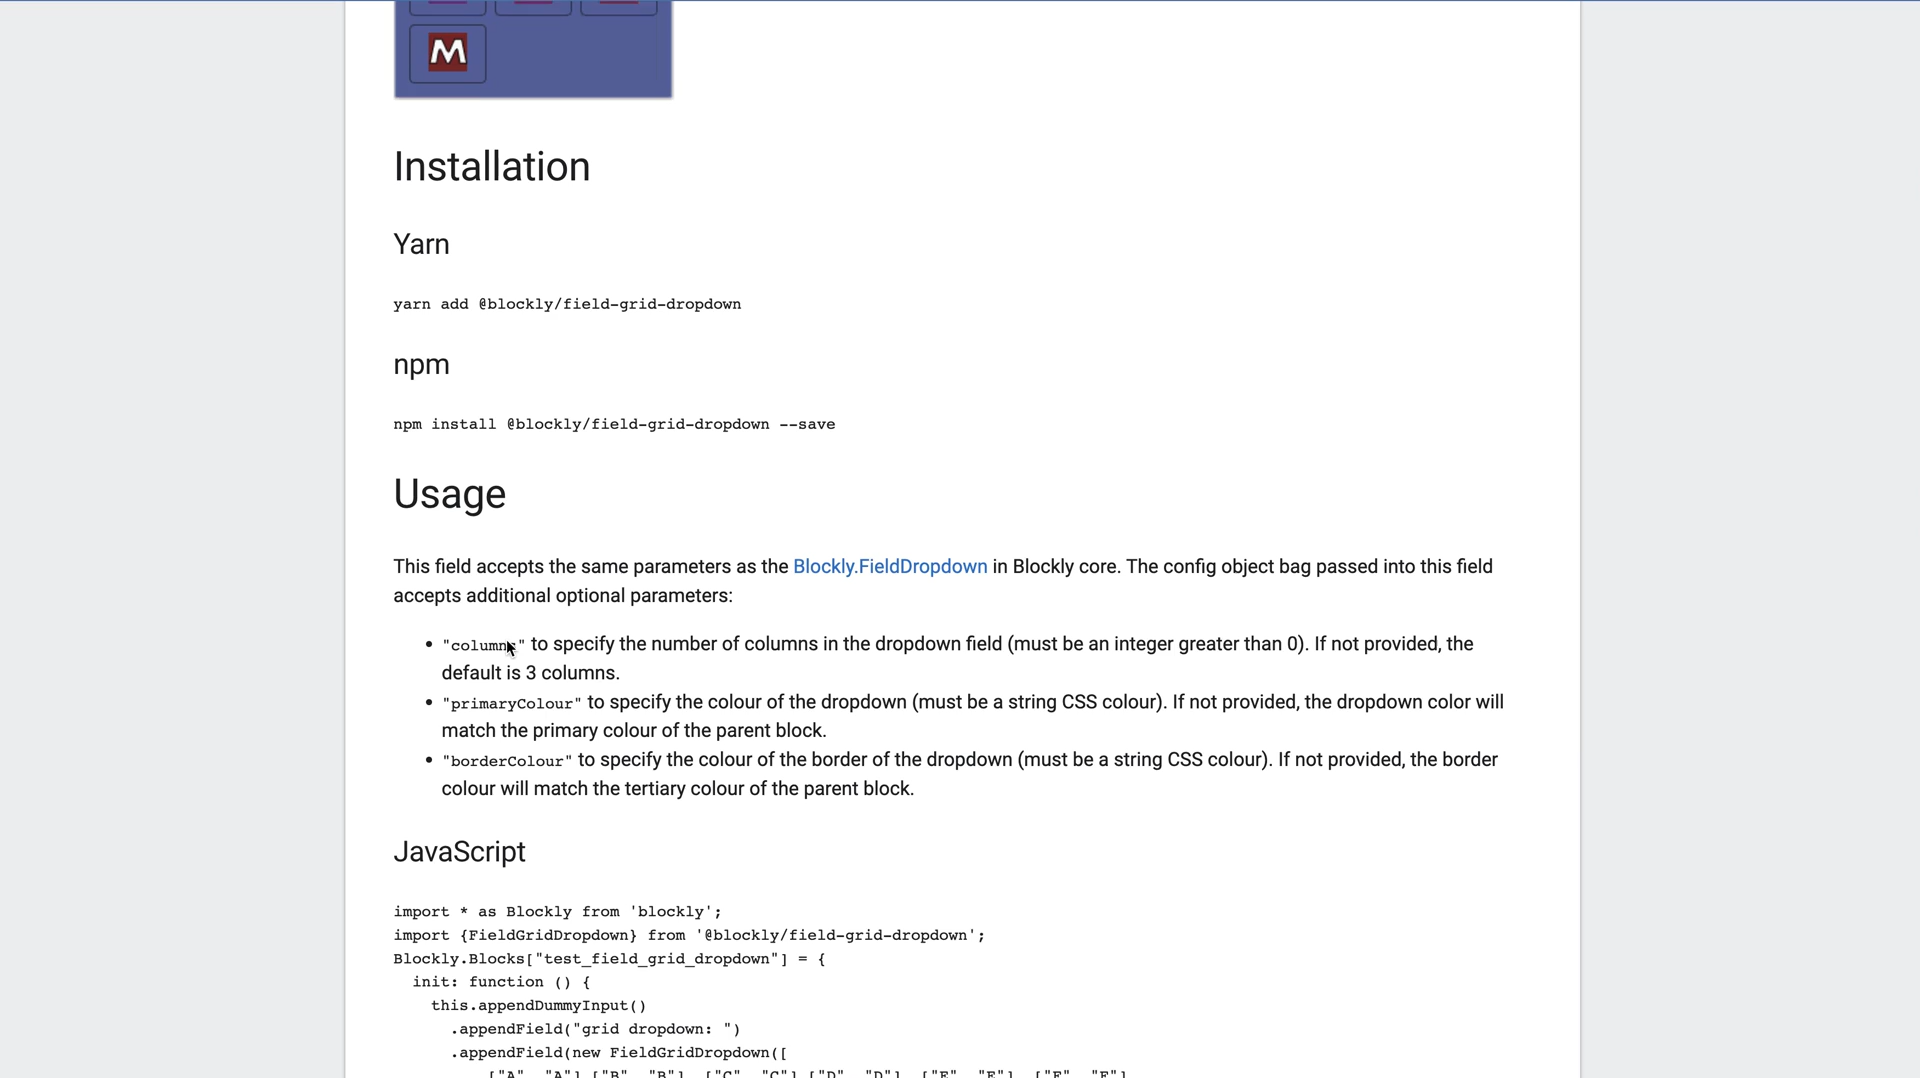 M
Installation
Yarn
yarn add @blockly/field-grid-dropdown
npm
npm install @blockly/field-grid-dropdown --save
Usage
This field accepts the same parameters as the Blockly.FieldDropdown in Blockly core. The config object bag passed into this field
accepts additional optional parameters:
• "columns" to specify the number of columns in the dropdown field (must be an integer greater than 0). If not provided, the
default is 3 columns.
• "primaryColour" to specify the colour of the dropdown (must be a string CSS colour). If not provided, the dropdown color will
match the primary colour of the parent block.
• "borderColour" to specify the colour of the border of the dropdown (must be a string CSS colour). If not provided, the border
colour will match the tertiary colour of the parent block.
JavaScript
import * as Blockly from 'blockly';
import {FieldGridDropdown} from '@blockly/field-grid-dropdown';
Blockly.Blocks["test_field_grid_dropdown"] = {
init: function () {
this.appendDummyInput()
.appendField("grid dropdown: ")
.appendField(new FieldGridDropdown([
["A", "A"],["B", "B"], ["C", "C"],["D", "D"], ["E", "E"], ["F", "F"]